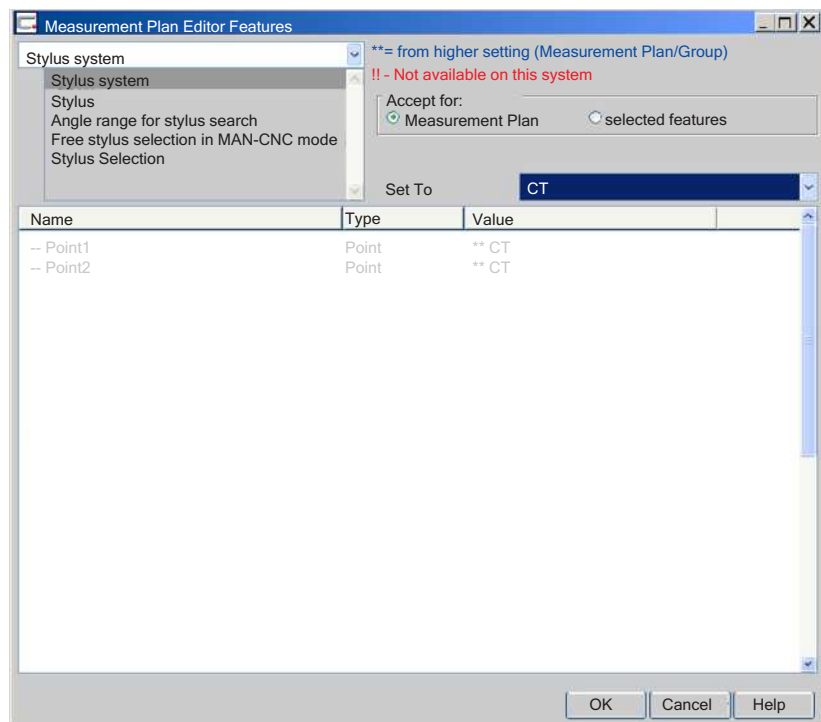 Measurement Plan Editor Features
Stylus system
Stylus system
Stylus
Angle range for stylus search
Free stylus selection in MAN-CNC mode
Stylus Selection
**= from higher setting (Measurement Plan/Group)
!! - Not available on this system
Accept for:
Measurement Plan selected features
Set To CT
Name Type Value
-- Point1 Point ** CT
-- Point2 Point ** CT
OK Cancel Help